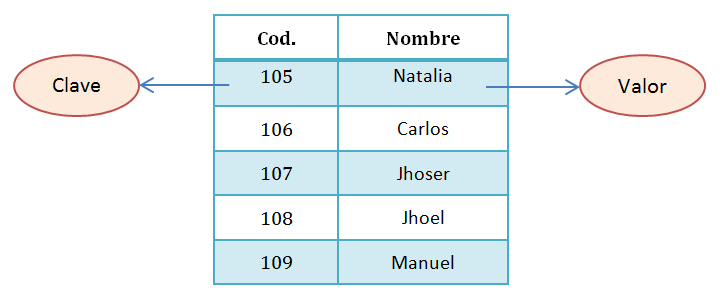 Cod. Nombre
Clave 105 Natalia Valor
106 Carlos
107 Jhoser
108 Jhoel
109 Manuel